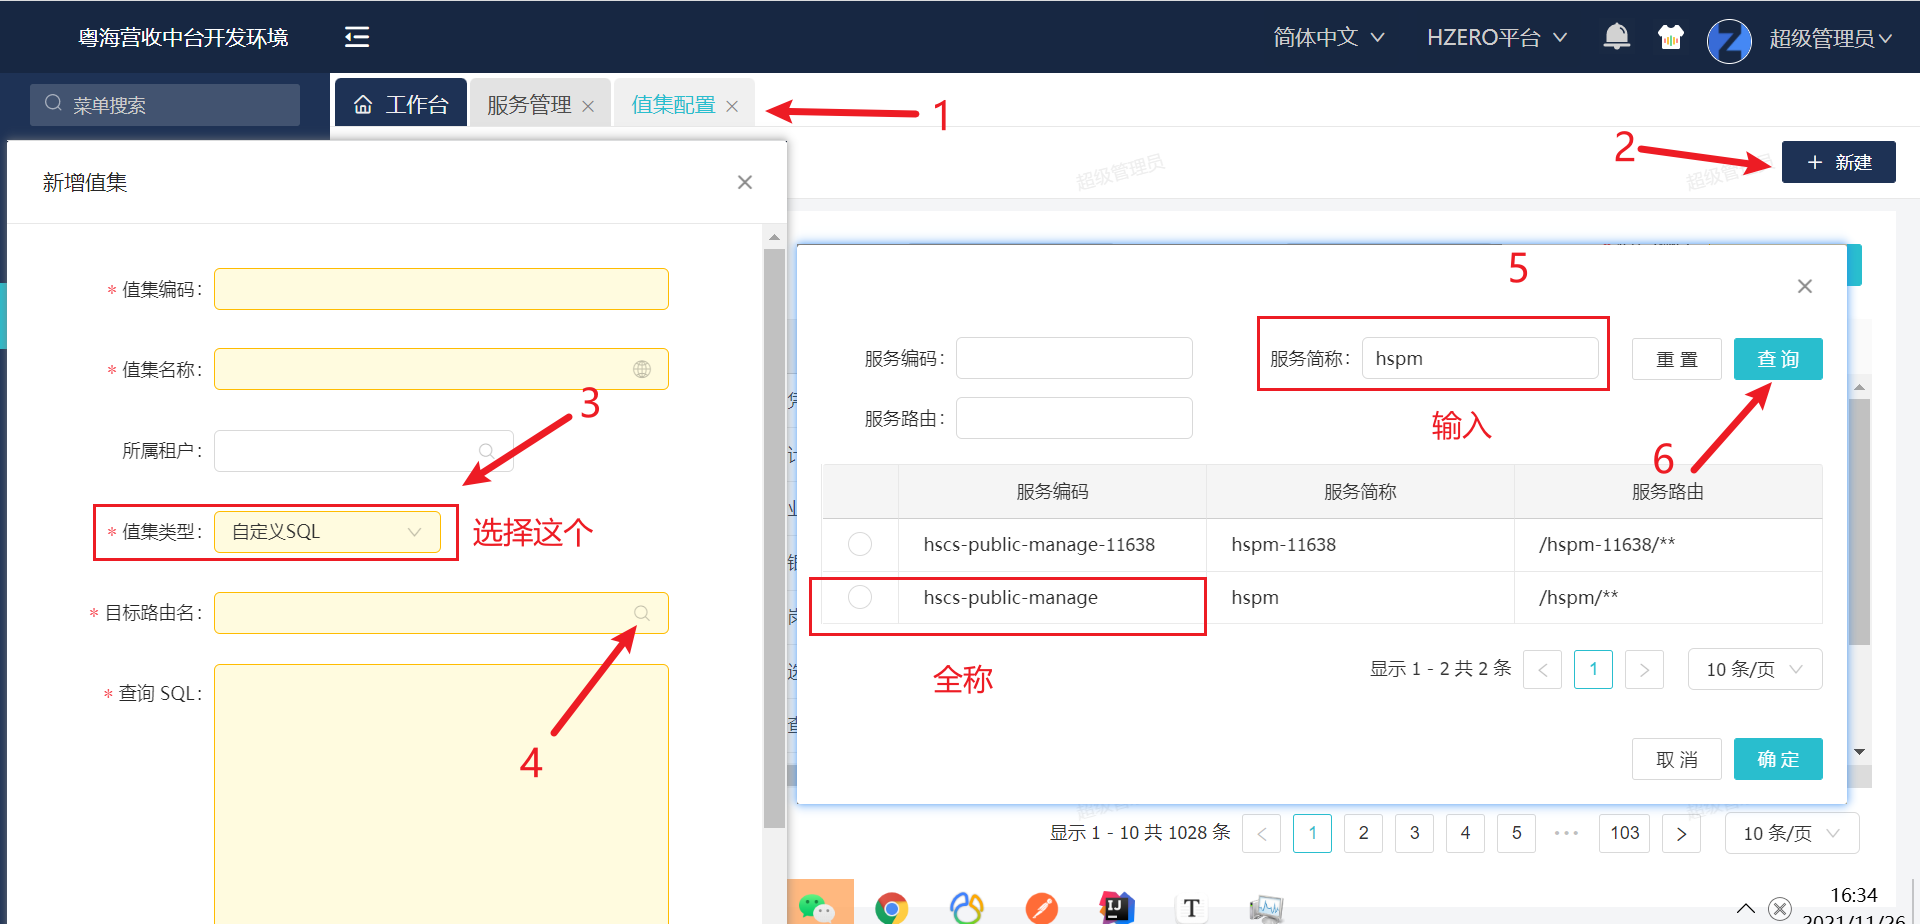 粤海营收中台开发环境
简体中文
HZERO平台
超级管理员
菜单搜索
工作台
服务管理
值集配置
1
2
+ 新建
超级管理员
新增值集
* 值集编码:
* 值集名称:
所属租户:
* 值集类型: 自定义SQL
3
选择这个
* 目标路由名:
4
* 查询 SQL:
5
服务编码:
服务简称: hspm
重 置
查 询
服务路由:
输入
6
服务编码 服务简称 服务路由
hscs-public-manage-11638 hspm-11638 /hspm-11638/**
hscs-public-manage hspm /hspm/**
全称
显示 1 - 2 共 2 条 < 1 > 10 条/页
取 消
确 定
显示 1 - 10 共 1028 条 < 1 2 3 4 5 ••• 103 > 10 条/页
IJ
T
16:34
2021/11/26